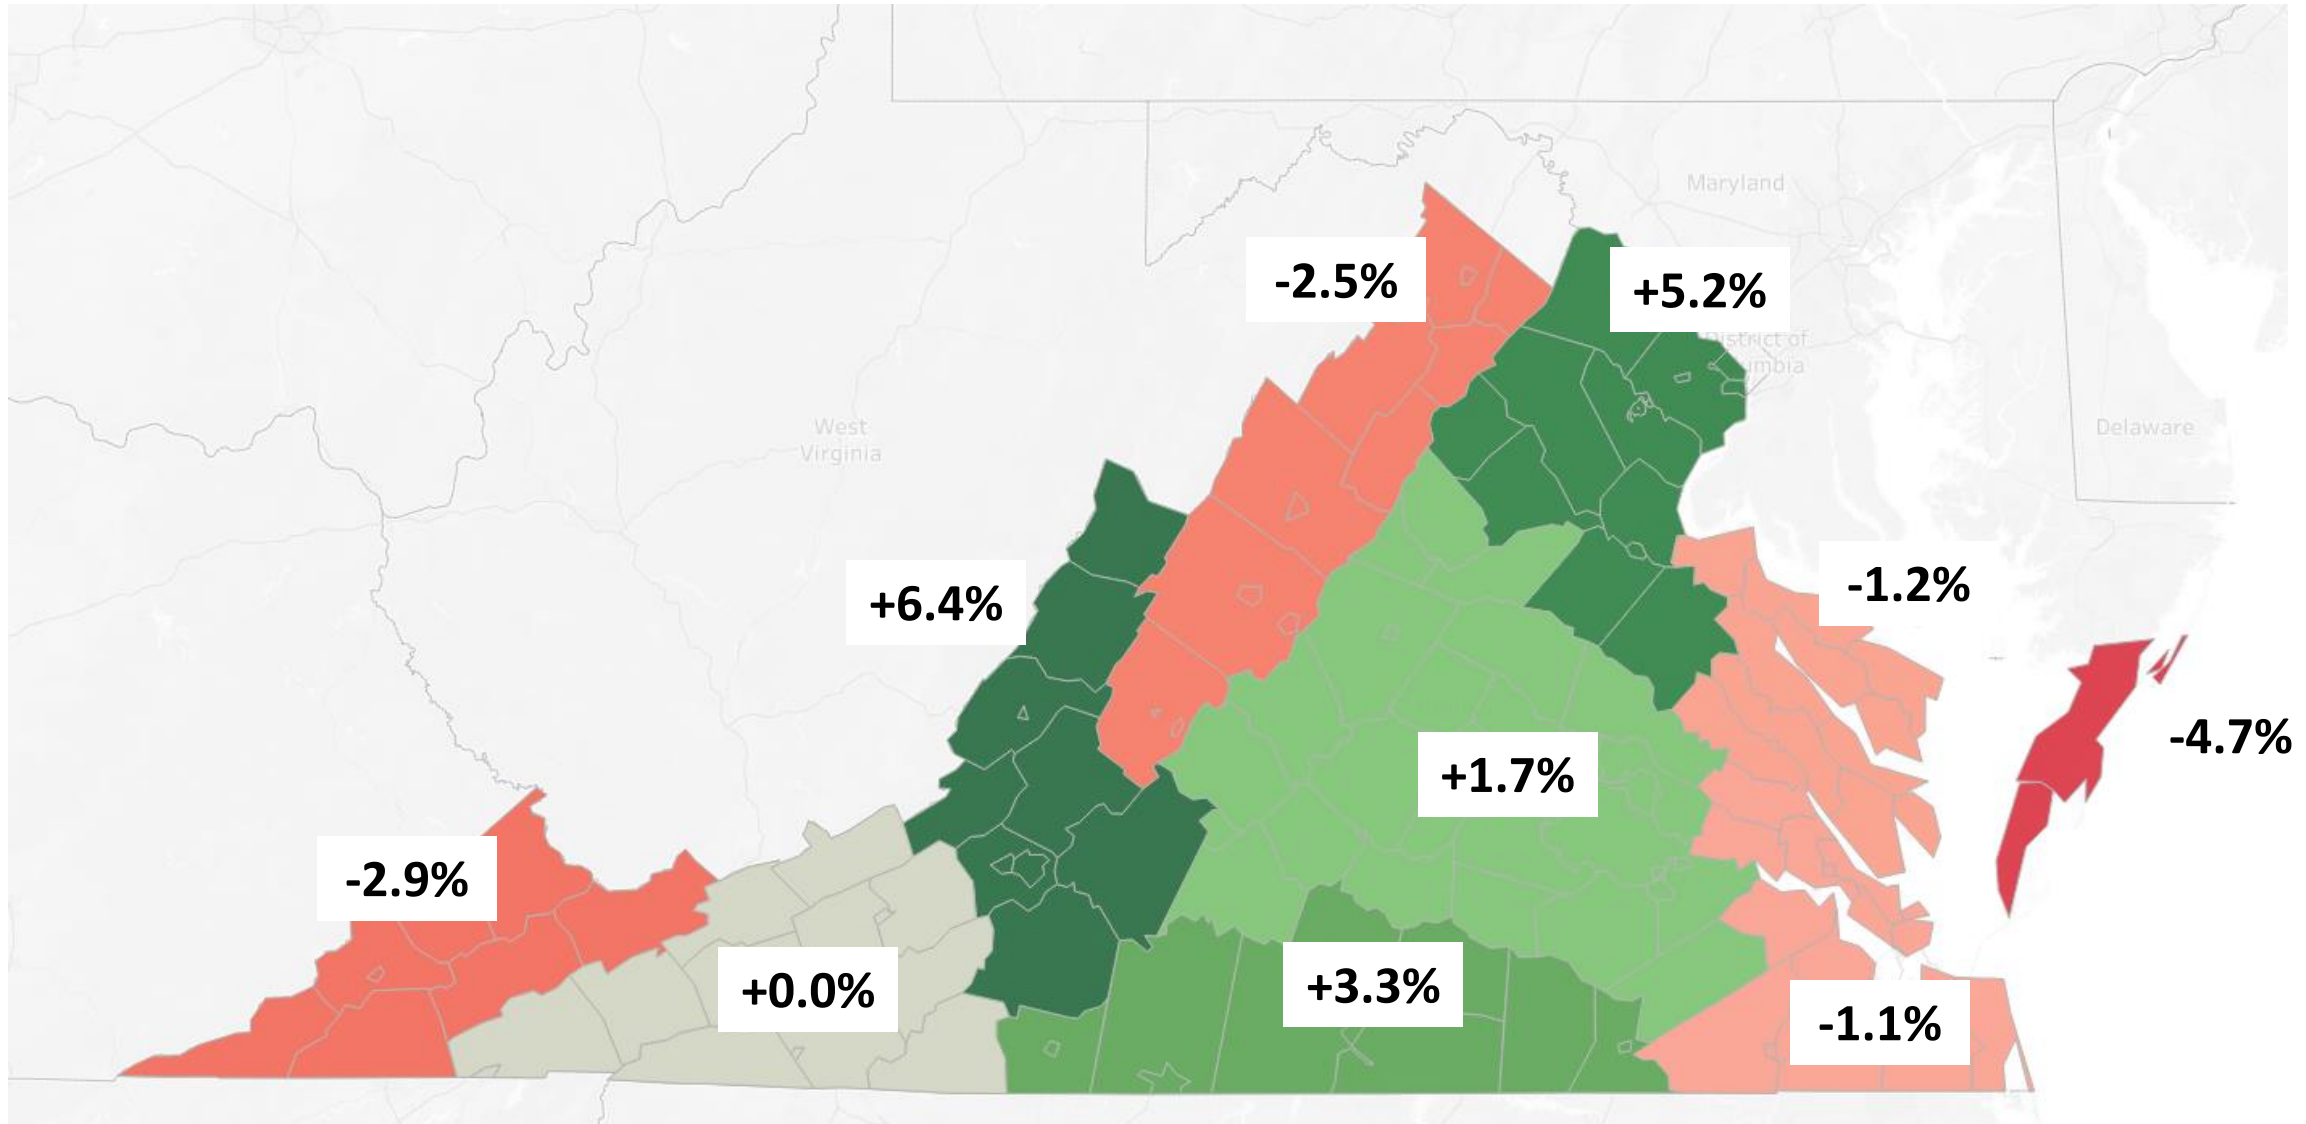 Maryland
-2.5%
+5.2%
District of
umbia
West
Virginia
Delaware
+6.4%
-1.2%
-4.7%
+1.7%
-2.9%
+0.0%
+3.3%
-1.1%